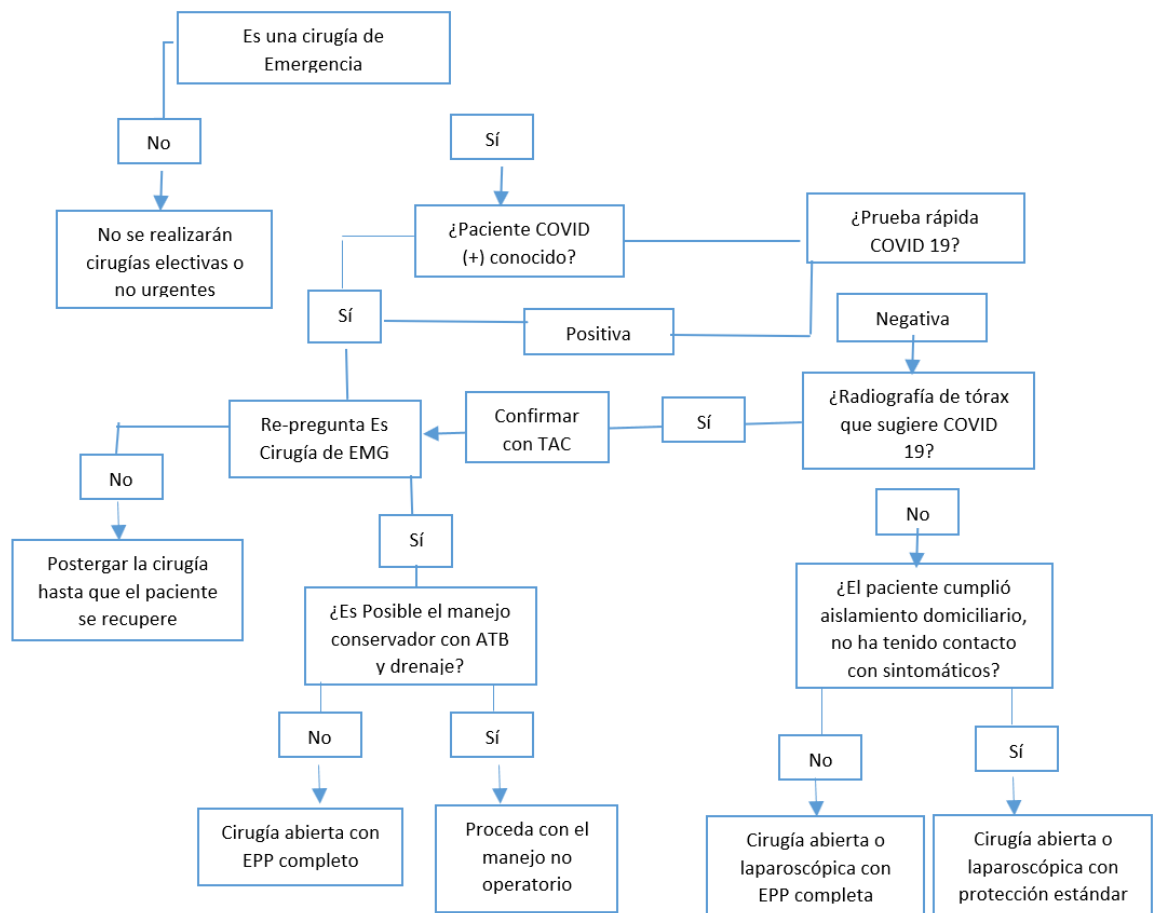 Es una cirugía de
Emergencia
No
Sí
No se realizarán
cirugías electivas o
no urgentes
¿Paciente COVID
(+) conocido?
¿Prueba rápida
COVID 19?
Sí
Positiva
Negativa
Re-pregunta Es
Cirugía de EMG
Confirmar
con TAC
Sí
¿Radiografía de tórax
que sugiere COVID
19?
No
Sí
No
Postergar la cirugía
hasta que el paciente
se recupere
¿Es Posible el manejo
conservador con ATB
y drenaje?
¿El paciente cumplió
aislamiento domiciliario,
no ha tenido contacto
con sintomáticos?
No
Sí
No
Sí
Cirugía abierta con
EPP completo
Proceda con el
manejo no
operatorio
Cirugía abierta o
laparoscópica con
EPP completa
Cirugía abierta o
laparoscópica con
protección estándar